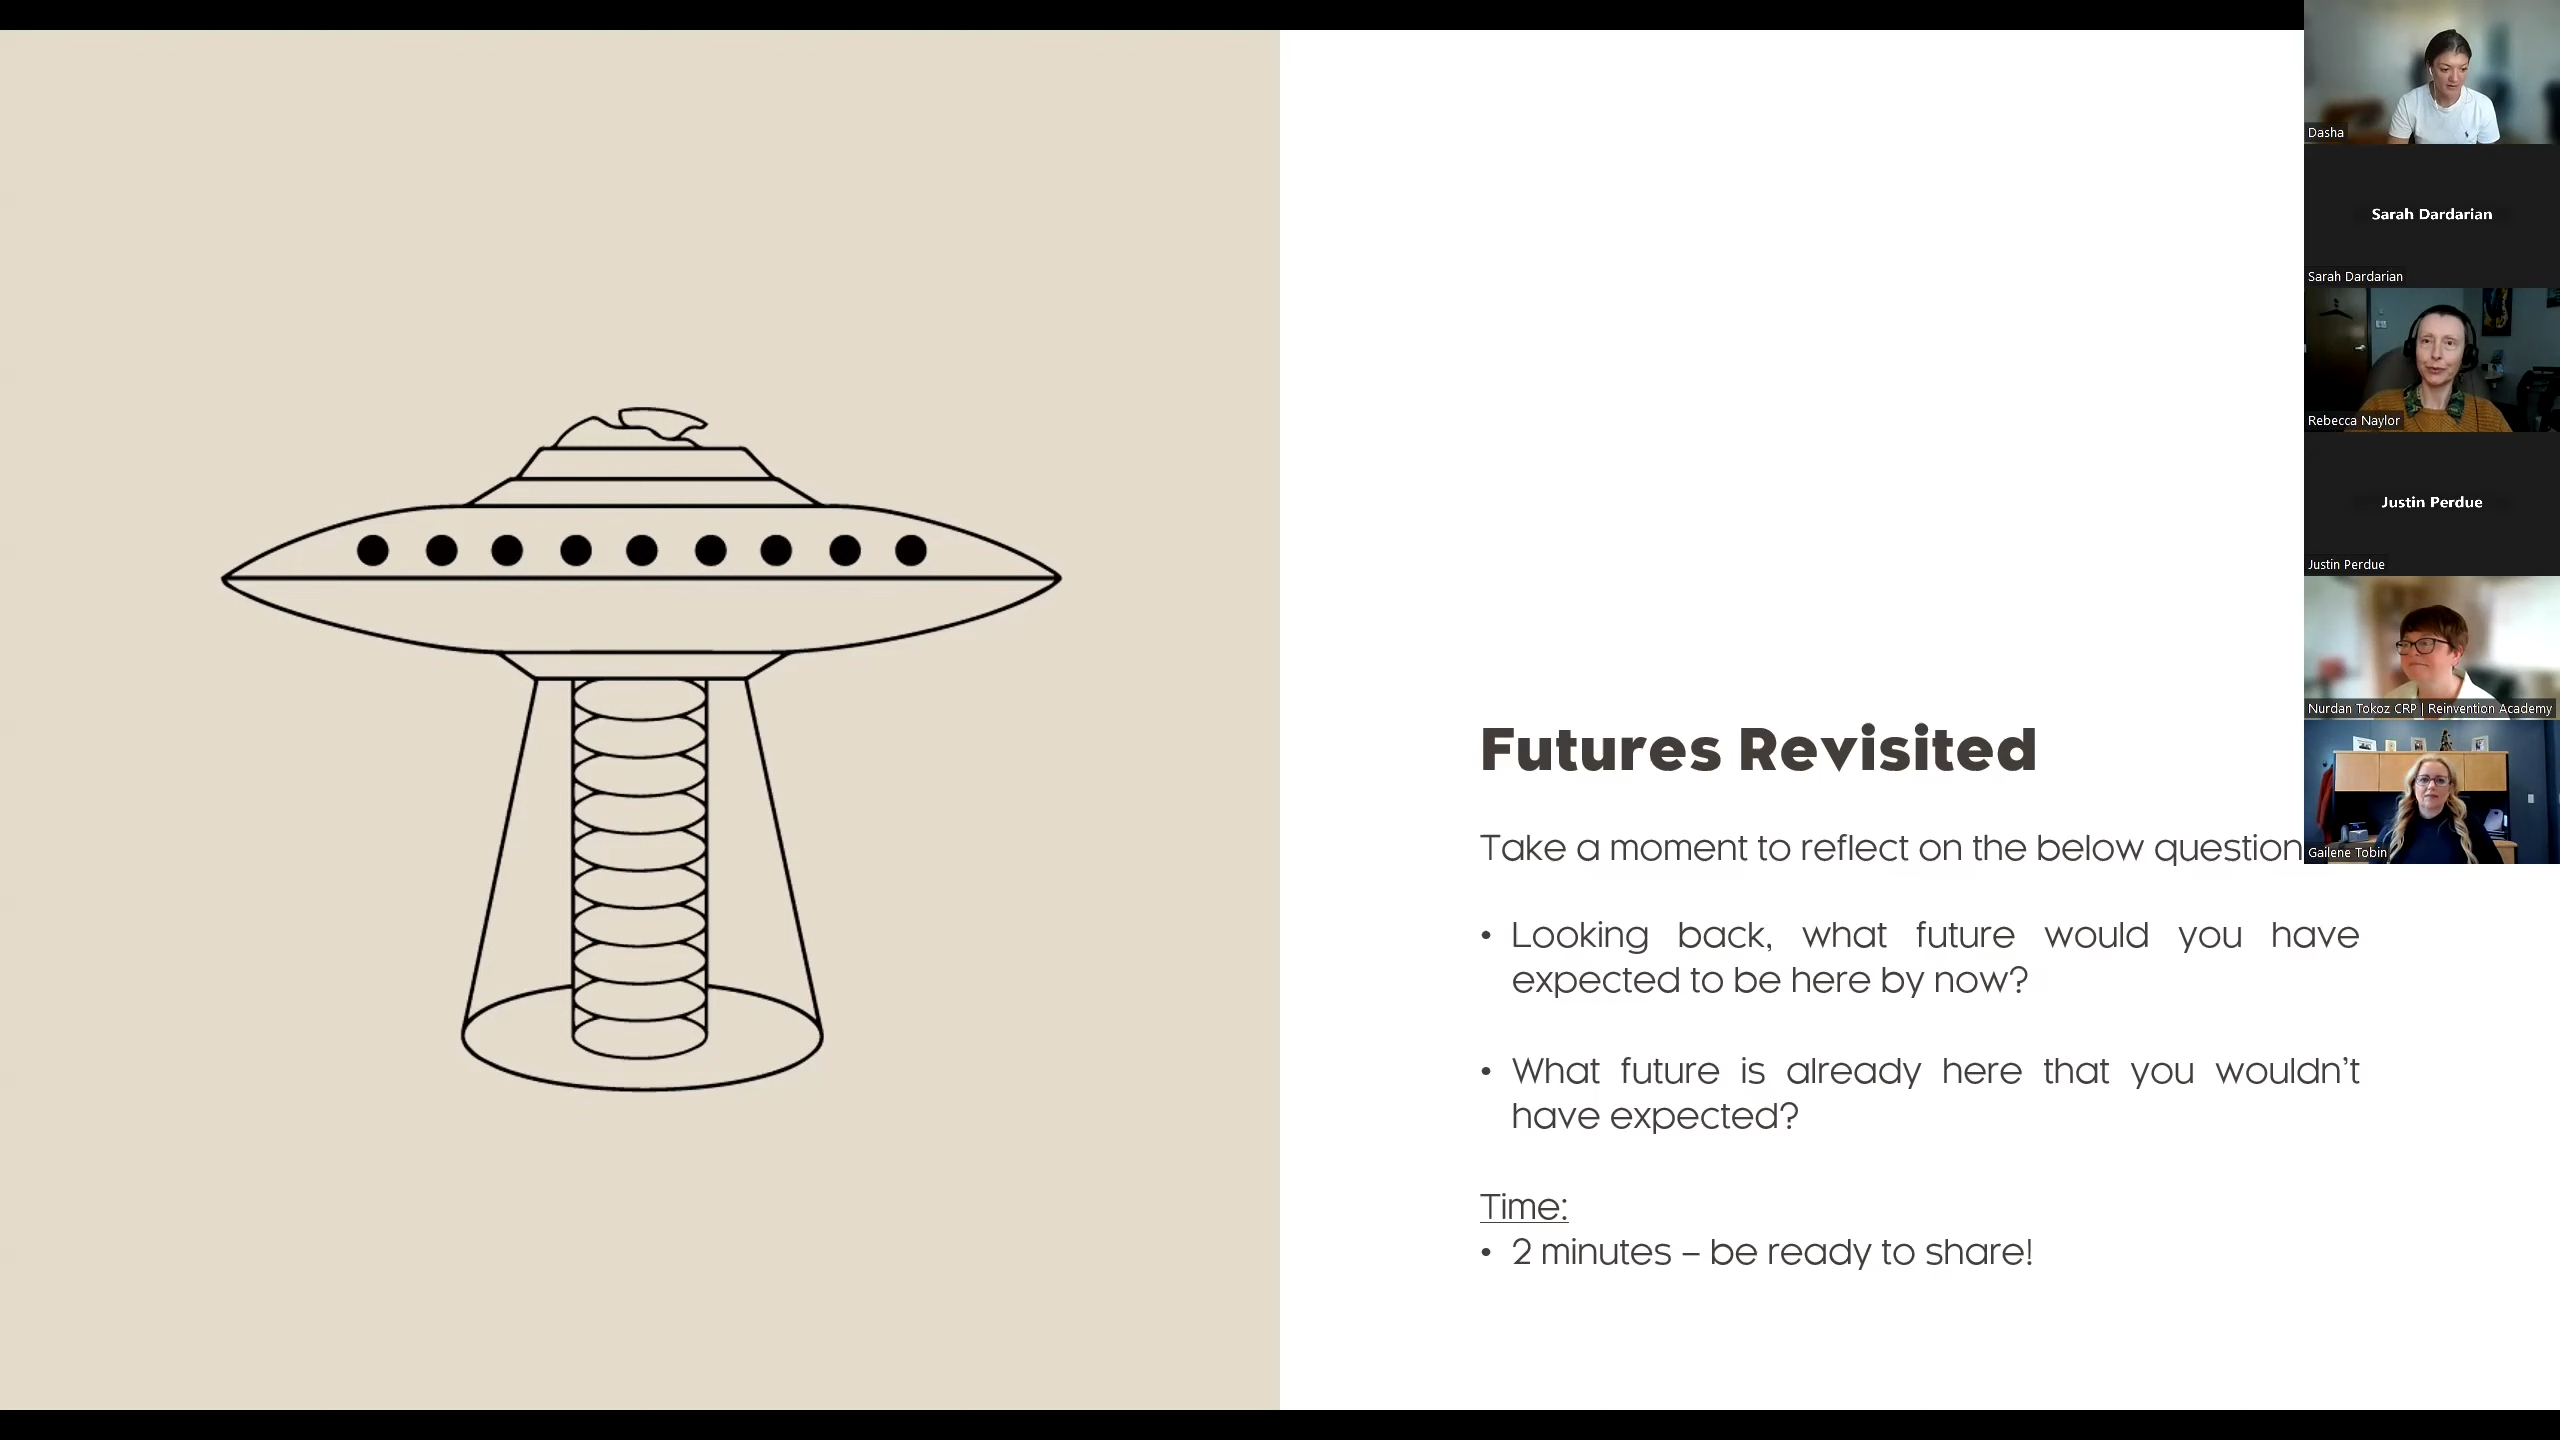 Futures Revisited
Take a moment to reflect on the below question
• Looking back, what future would you have
expected to be here by now?
• What future is already here that you wouldn’t
have expected?
Time:
• 2 minutes – be ready to share!
Dasha
Sarah Dardarian
Sarah Dardarian
Rebecca Naylor
Justin Perdue
Justin Perdue
Nurdan Tokoz CRP | Reinvention Academy
Gailene Tobin